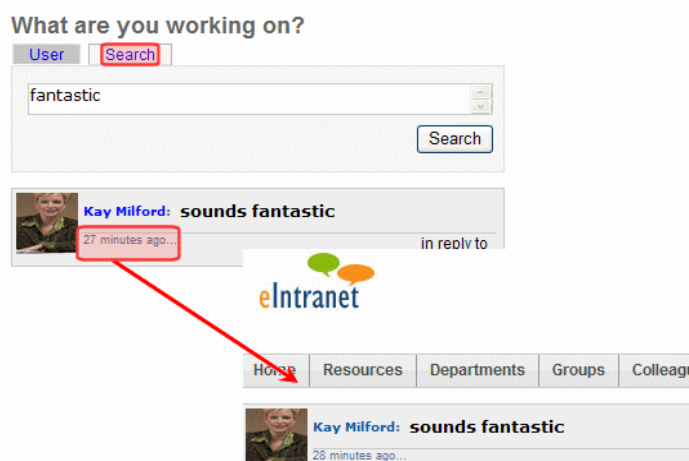 What are you working on?
User Search
fantastic
Search
Kay Milford: sounds fantastic
27 minutes ago...
in reply to
eIntranet
Home Resources Departments Groups Colleagu
Kay Milford: sounds fantastic
28 minutes ago...